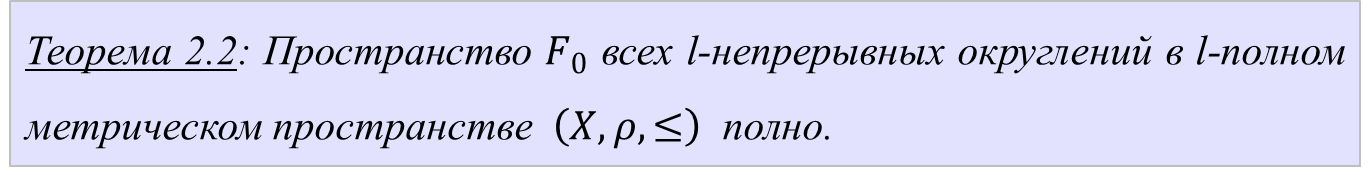 Теорема 2.2: Пространство F₀ всех l-непрерывных округлений в l-полном
метрическом пространстве (X, ρ, ≤) полно.